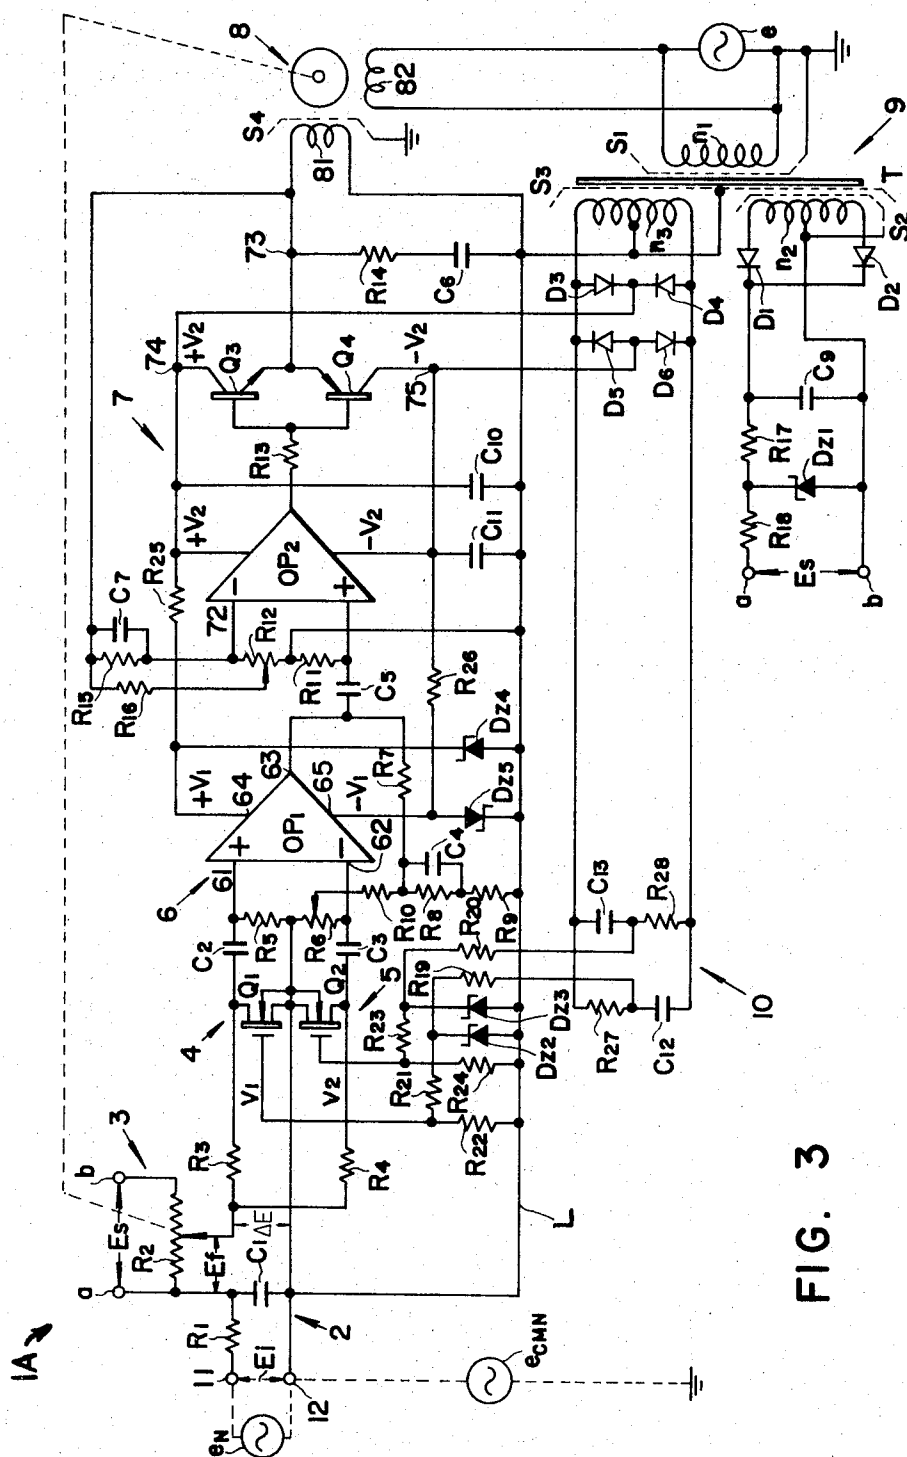 FIG. 3
1A
eN
11
12
Ei
2
eCMN
R1
a
b
Es
3
R2
Ef
C1
ΔE
R3
R4
L
4
V1
V2
Q1
Q2
5
C2
C3
R5
R6
R21
R22
R23
R24
R19
R20
DZ2
DZ3
R10
R8
R9
C4
R7
6
61
62
OP1
+
−
64
63
65
+V1
−V1
DZ4
DZ5
R15
R16
C7
R25
R26
R11
R12
C5
72
OP2
−
+
+V2
−V2
C10
C11
R13
7
74
+V2
Q3
Q4
75
−V2
73
R14
C6
S4
81
82
8
e
S1
n1
S3
n3
T
9
S2
n2
D1
D2
D3
D4
D5
D6
C9
R17
R18
DZ1
a
Es
b
C13
R28
R27
C12
10